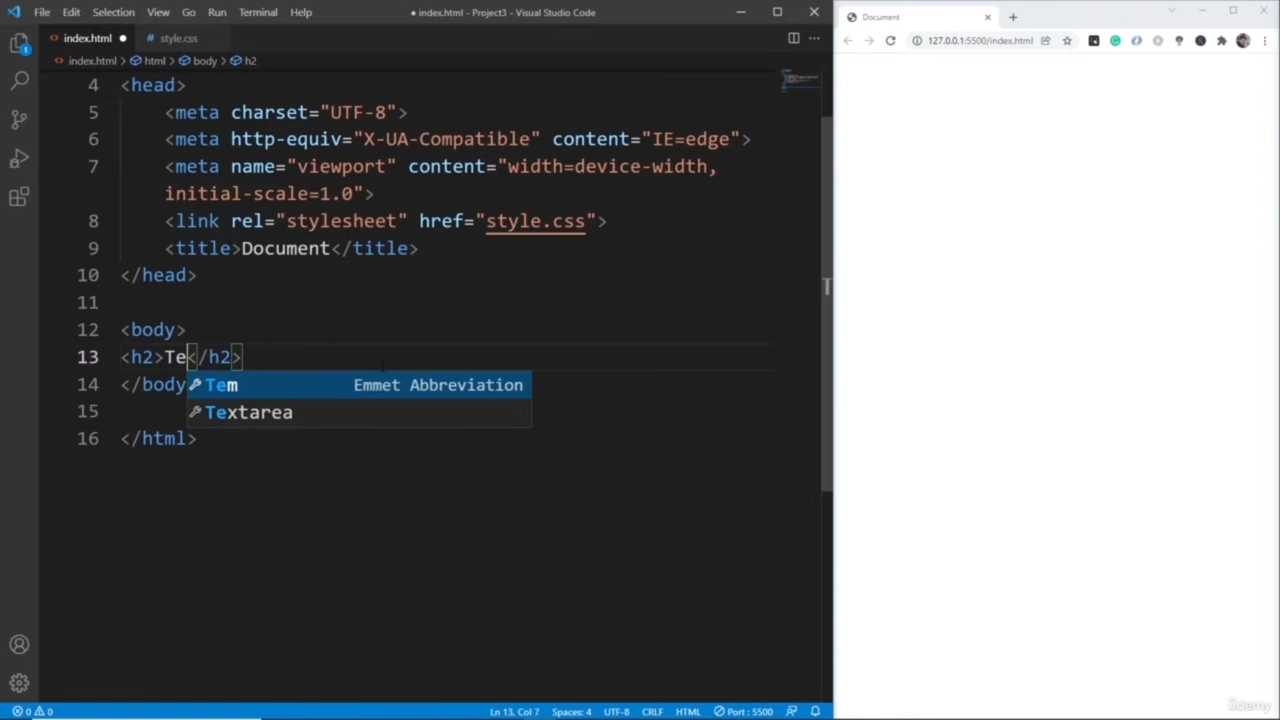 File Edit Selection View Go Run Terminal Help
● index.html - Project3 - Visual Studio Code
Document
index.html ● # style.css
127.0.0.1:5500/index.html
<> index.html > html > body > h2
4 <head>
5 <meta charset="UTF-8">
6 <meta http-equiv="X-UA-Compatible" content="IE=edge">
7 <meta name="viewport" content="width=device-width,
initial-scale=1.0">
8 <link rel="stylesheet" href="style.css">
9 <title>Document</title>
10 </head>
11
12 <body>
13 <h2>Te</h2>
14 </body
Tem Emmet Abbreviation
15
Textarea
16 </html>
1
T
0 0
Ln 13, Col 7 Spaces: 4 UTF-8 CRLF HTML Port : 5500
ûdemy